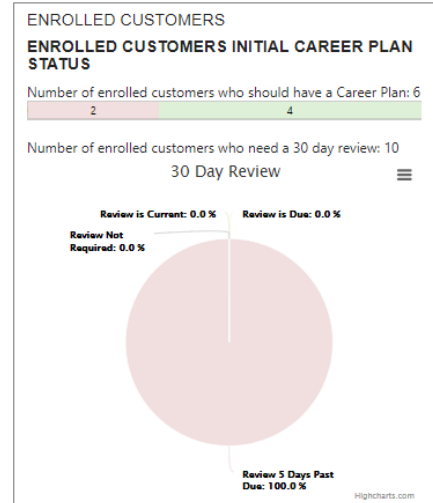 ENROLLED CUSTOMERS
ENROLLED CUSTOMERS INITIAL CAREER PLAN
STATUS
Number of enrolled customers who should have a Career Plan: 6
2 4
Number of enrolled customers who need a 30 day review: 10
30 Day Review
Review is Current: 0.0 % Review is Due: 0.0 %
Review Not
Required: 0.0 %
Review 5 Days Past
Due: 100.0 %
Highcharts.com